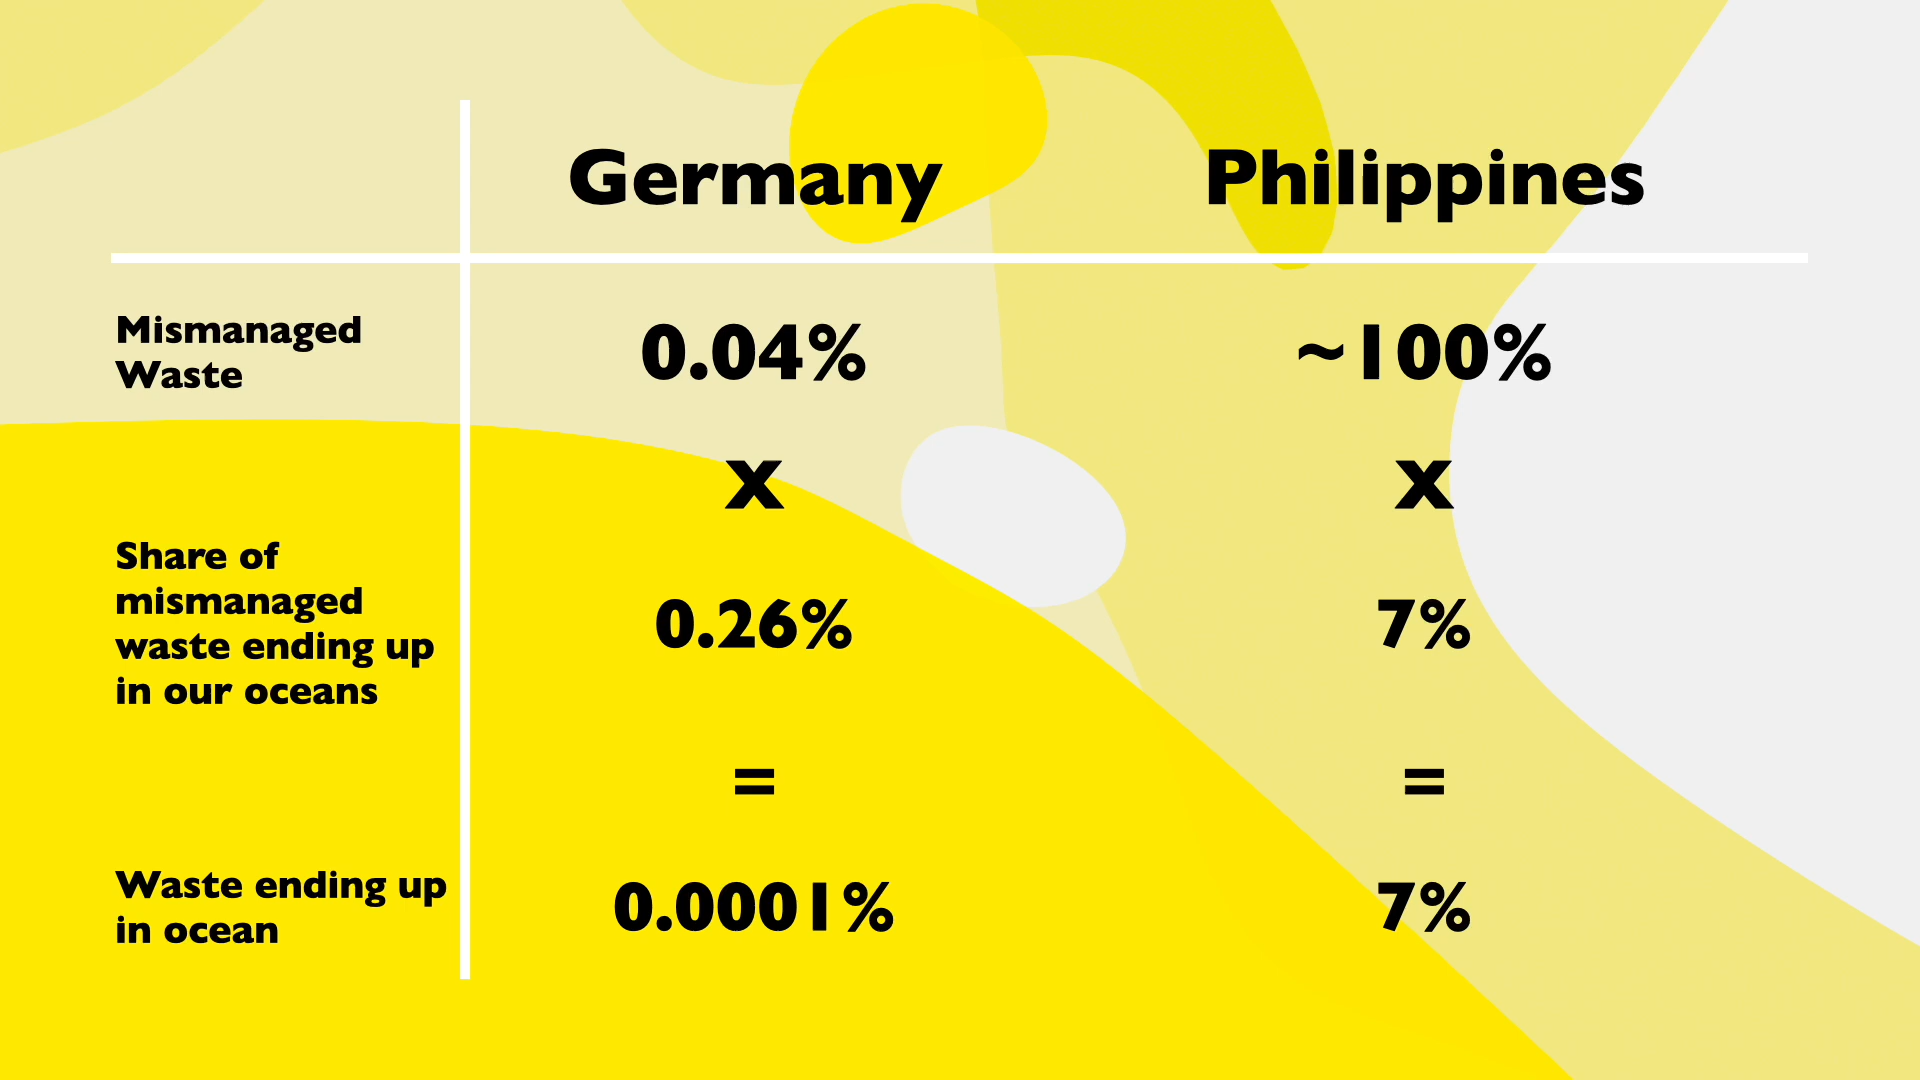 Germany Philippines
Mismanaged
Waste
0.04% ~100%
x x
Share of
mismanaged
waste ending up
in our oceans
0.26% 7%
= =
Waste ending up
in ocean
0.0001% 7%